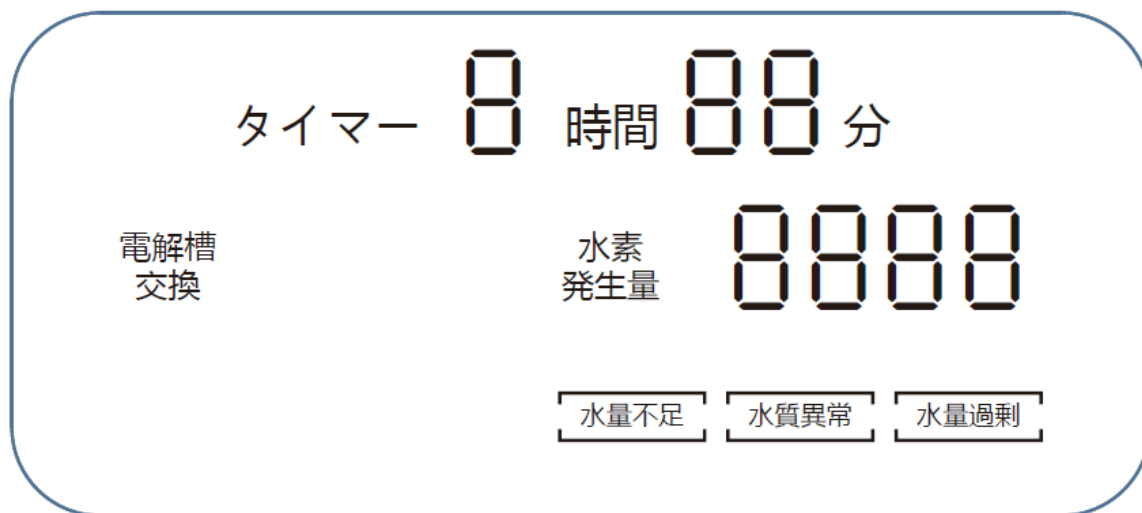 タイマー 8 時間 88 分
電解槽
交換
水素
発生量 8888
水量不足 水質異常 水量過剰